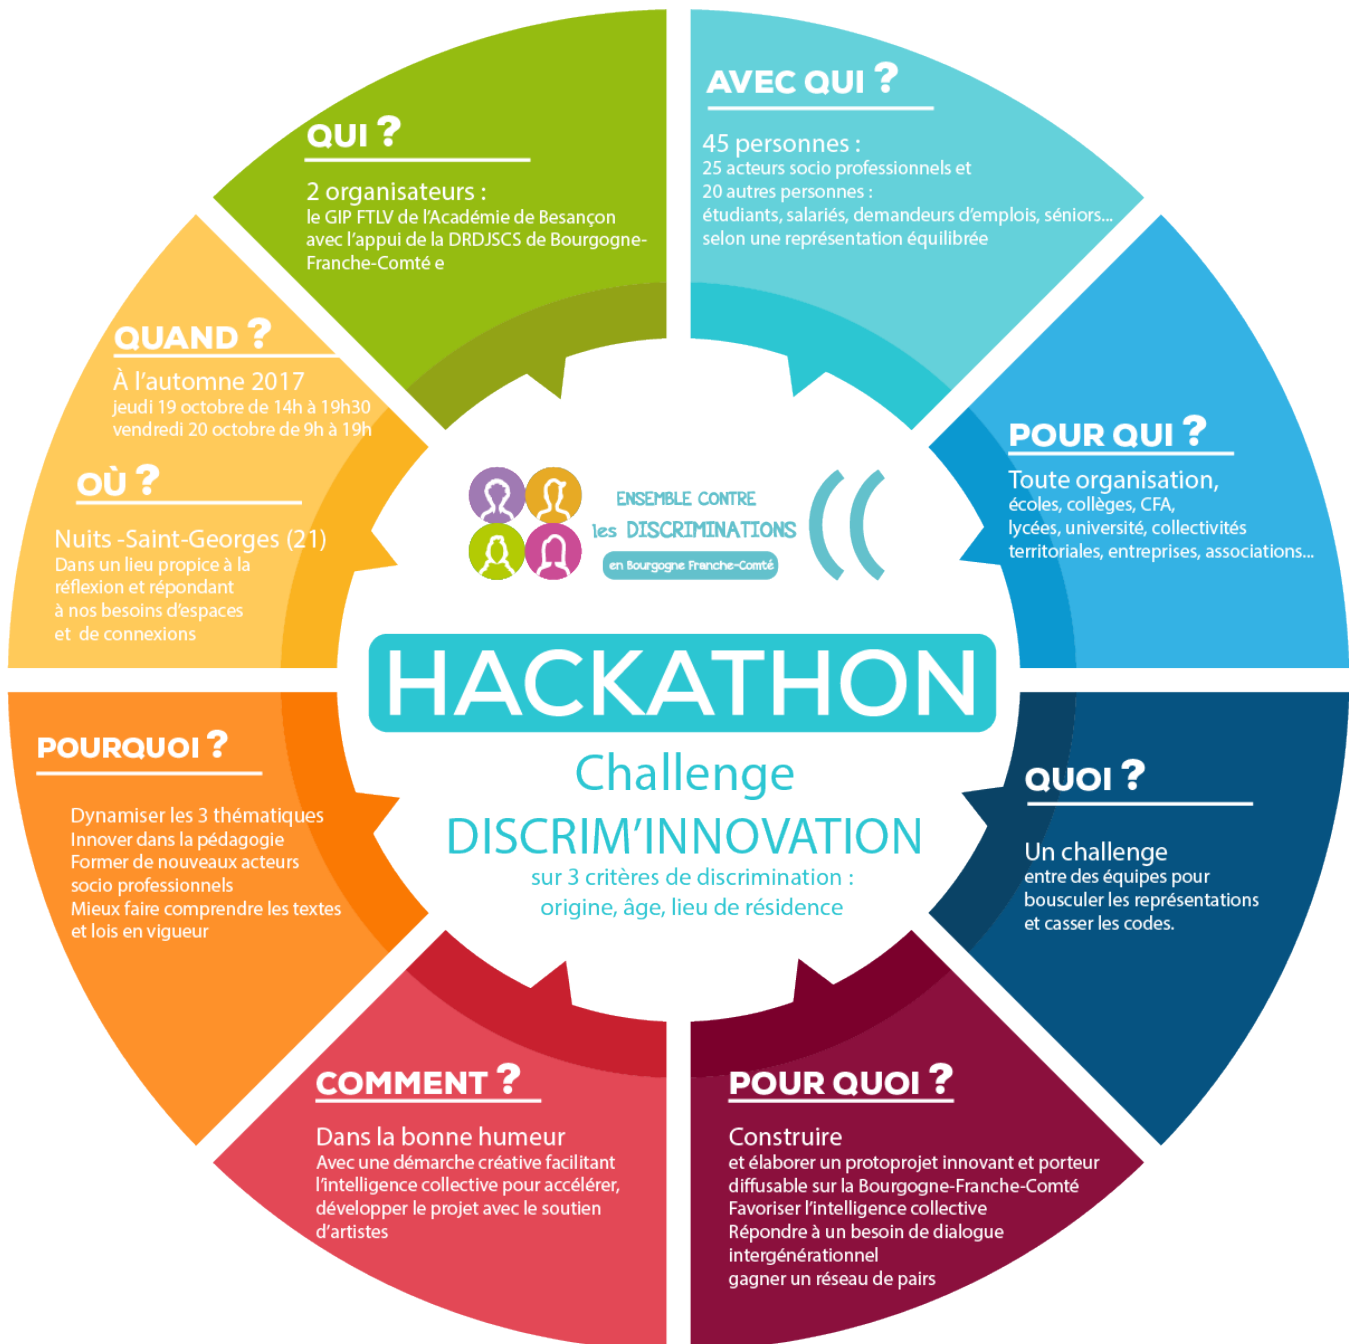 QUI ?
2 organisateurs :
le GIP FTLV de l'Académie de Besançon
avec l'appui de la DRDJSCS de Bourgogne-
Franche-Comté e
AVEC QUI ?
45 personnes :
25 acteurs socio professionnels et
20 autres personnes :
étudiants, salariés, demandeurs d'emplois, séniors...
selon une représentation équilibrée
POUR QUI ?
Toute organisation,
écoles, collèges, CFA,
lycées, université, collectivités
territoriales, entreprises, associations...
QUOI ?
Un challenge
entre des équipes pour
bousculer les représentations
et casser les codes.
POUR QUOI ?
Construire
et élaborer un protoprojet innovant et porteur
diffusable sur la Bourgogne-Franche-Comté
Favoriser l'intelligence collective
Répondre à un besoin de dialogue
intergénérationnel
gagner un réseau de pairs
COMMENT ?
Dans la bonne humeur
Avec une démarche créative facilitant
l'intelligence collective pour accélérer,
développer le projet avec le soutien
d'artistes
POURQUOI ?
Dynamiser les 3 thématiques
Innover dans la pédagogie
Former de nouveaux acteurs
socio professionnels
Mieux faire comprendre les textes
et lois en vigueur
QUAND ?
À l'automne 2017
jeudi 19 octobre de 14h à 19h30
vendredi 20 octobre de 9h à 19h
OÙ ?
Nuits -Saint-Georges (21)
Dans un lieu propice à la
réflexion et répondant
à nos besoins d'espaces
et de connexions
ENSEMBLE CONTRE
les DISCRIMINATIONS
en Bourgogne Franche-Comté
HACKATHON
Challenge
DISCRIM'INNOVATION
sur 3 critères de discrimination :
origine, âge, lieu de résidence